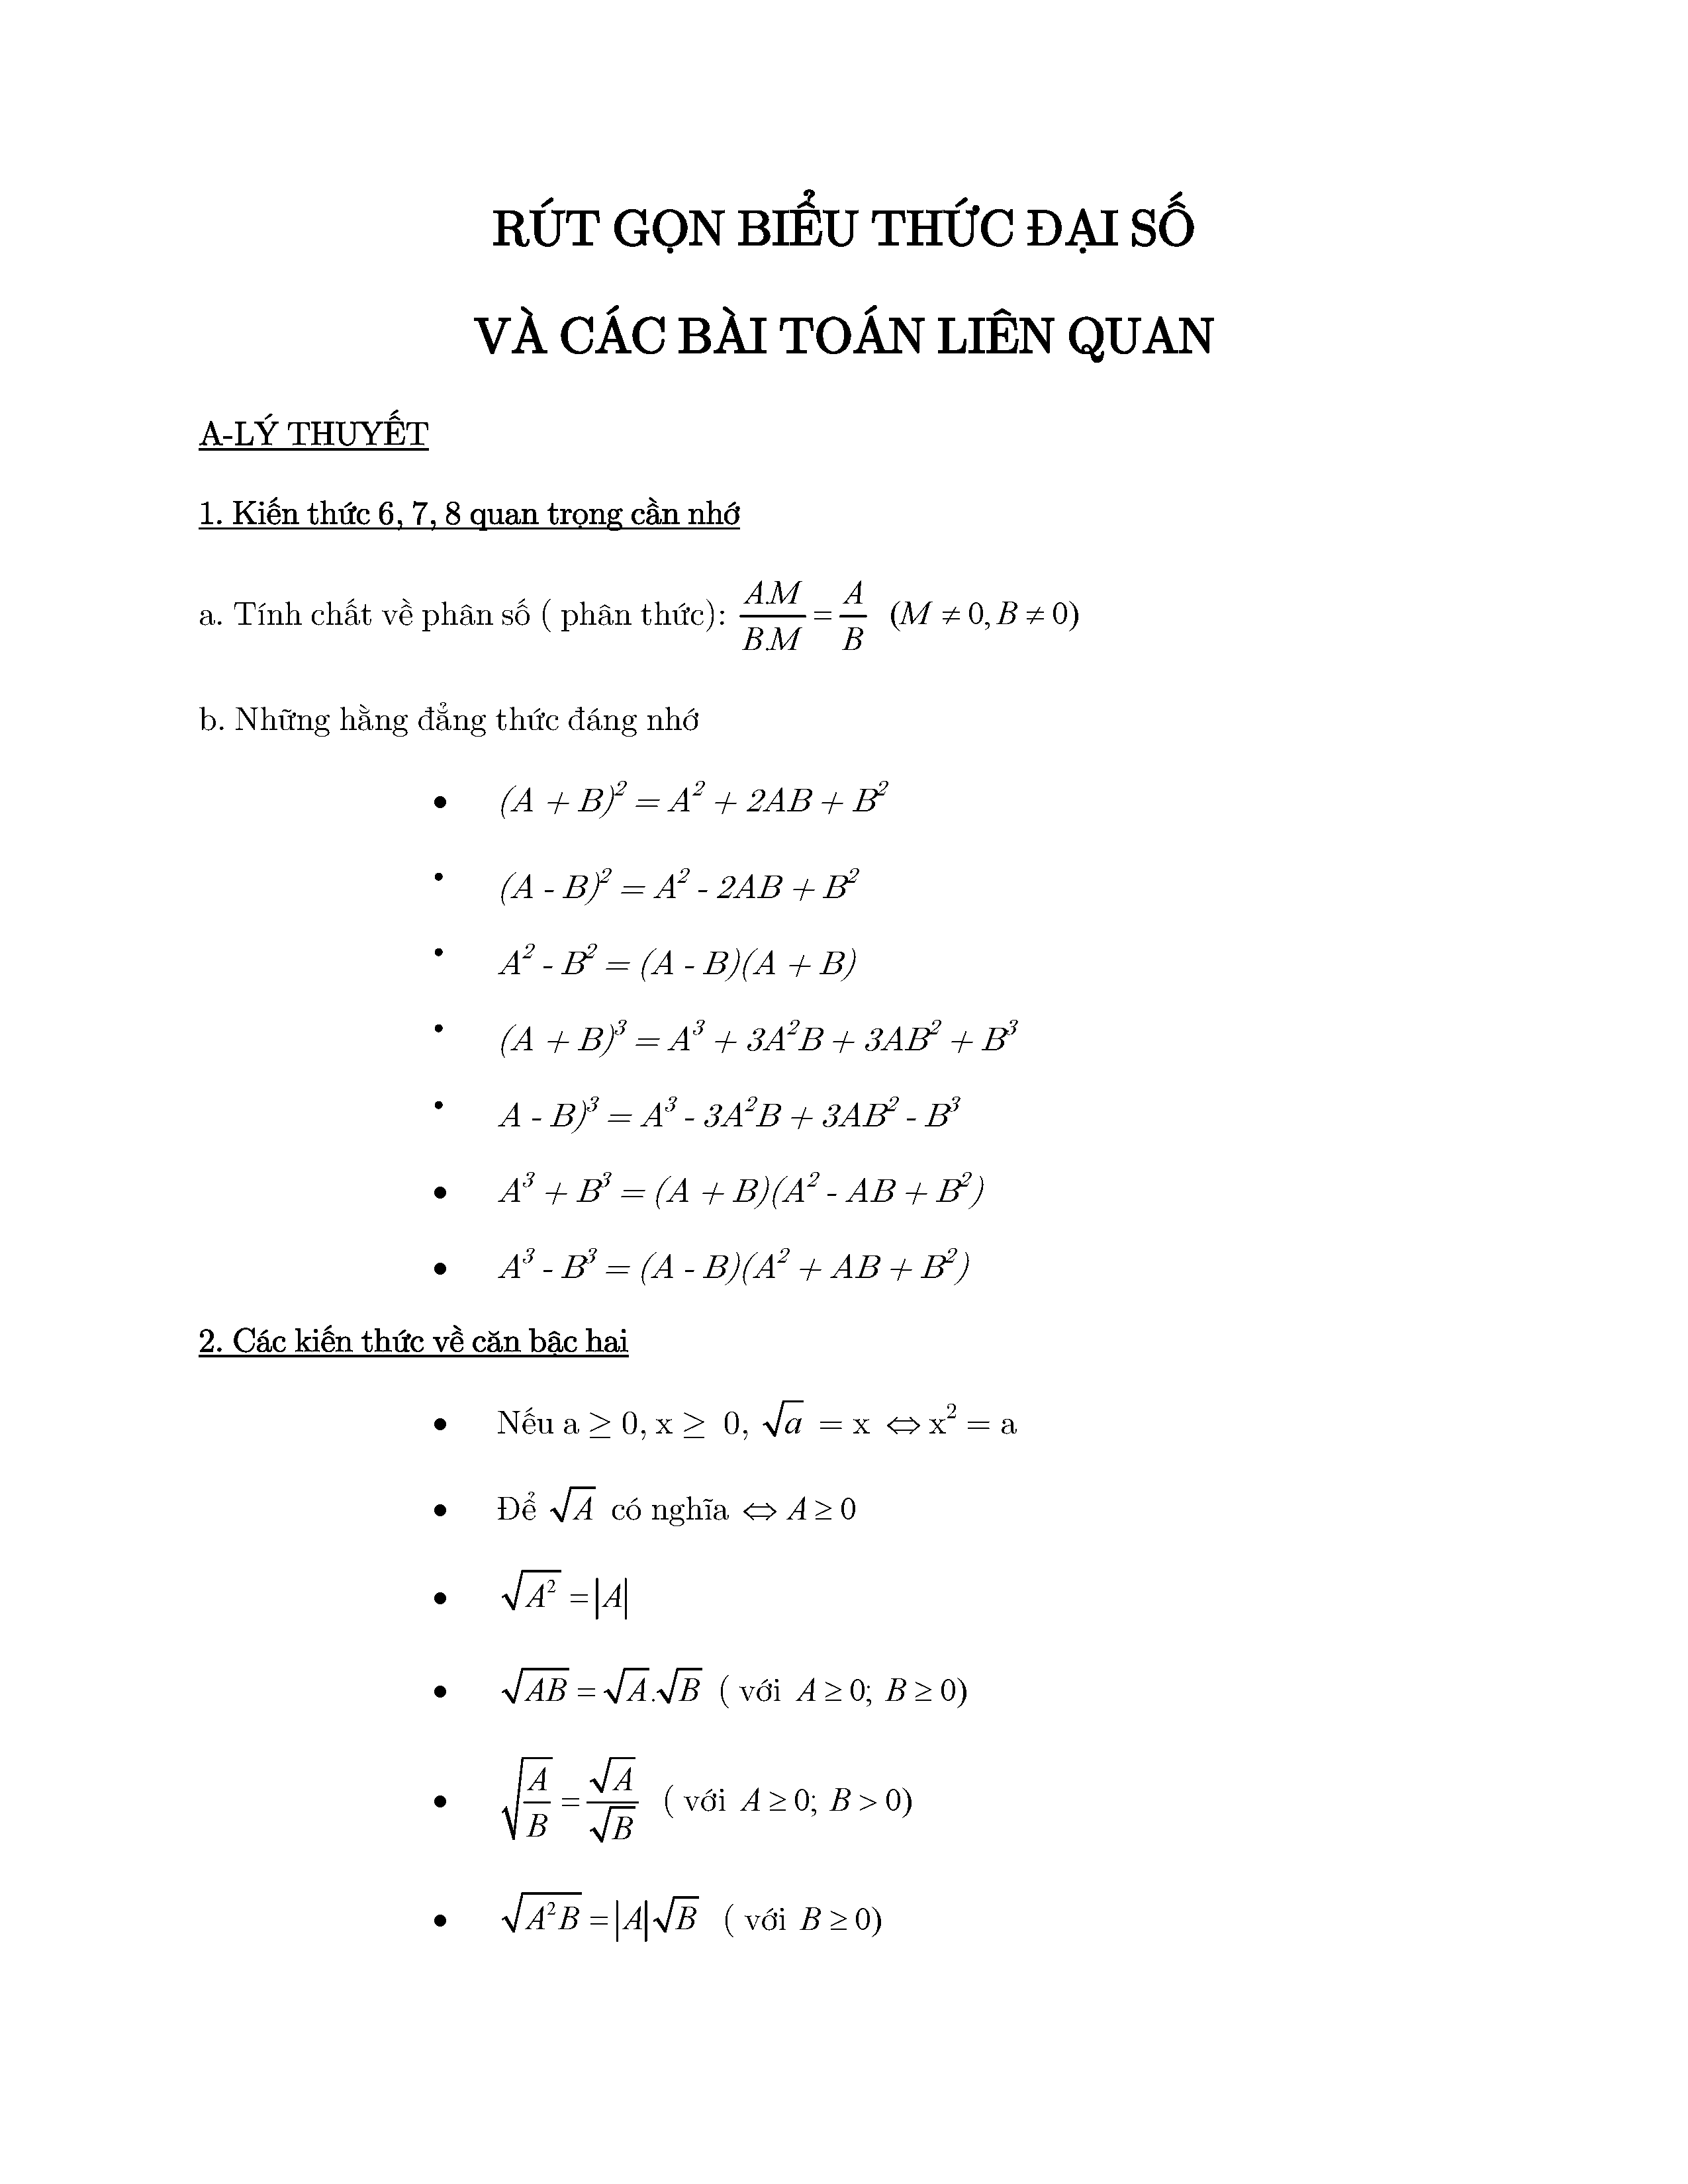 RÚT GỌN BIỂU THỨC ĐẠI SỐ
VÀ CÁC BÀI TOÁN LIÊN QUAN
A-LÝ THUYẾT
1. Kiến thức 6, 7, 8 quan trọng cần nhớ
a. Tính chất về phân số ( phân thức): $\frac{A.M}{B.M} = \frac{A}{B}$ $(M \neq 0, B \neq 0)$
b. Những hằng đẳng thức đáng nhớ
• $(A + B)^2 = A^2 + 2AB + B^2$
• $(A - B)^2 = A^2 - 2AB + B^2$
• $A^2 - B^2 = (A - B)(A + B)$
• $(A + B)^3 = A^3 + 3A^2B + 3AB^2 + B^3$
• $A - B)^3 = A^3 - 3A^2B + 3AB^2 - B^3$
• $A^3 + B^3 = (A + B)(A^2 - AB + B^2)$
• $A^3 - B^3 = (A - B)(A^2 + AB + B^2)$
2. Các kiến thức về căn bậc hai
• Nếu a ≥ 0, x ≥ 0, $\sqrt{a}$ = x ⇔ x$^2$ = a
• Để $\sqrt{A}$ có nghĩa ⇔ $A \geq 0$
• $\sqrt{A^2} = |A|$
• $\sqrt{AB} = \sqrt{A}.\sqrt{B}$ ( với $A \geq 0; B \geq 0$)
• $\sqrt{\frac{A}{B}} = \frac{\sqrt{A}}{\sqrt{B}}$ ( với $A \geq 0; B > 0$)
• $\sqrt{A^2B} = |A|\sqrt{B}$ ( với $B \geq 0$)